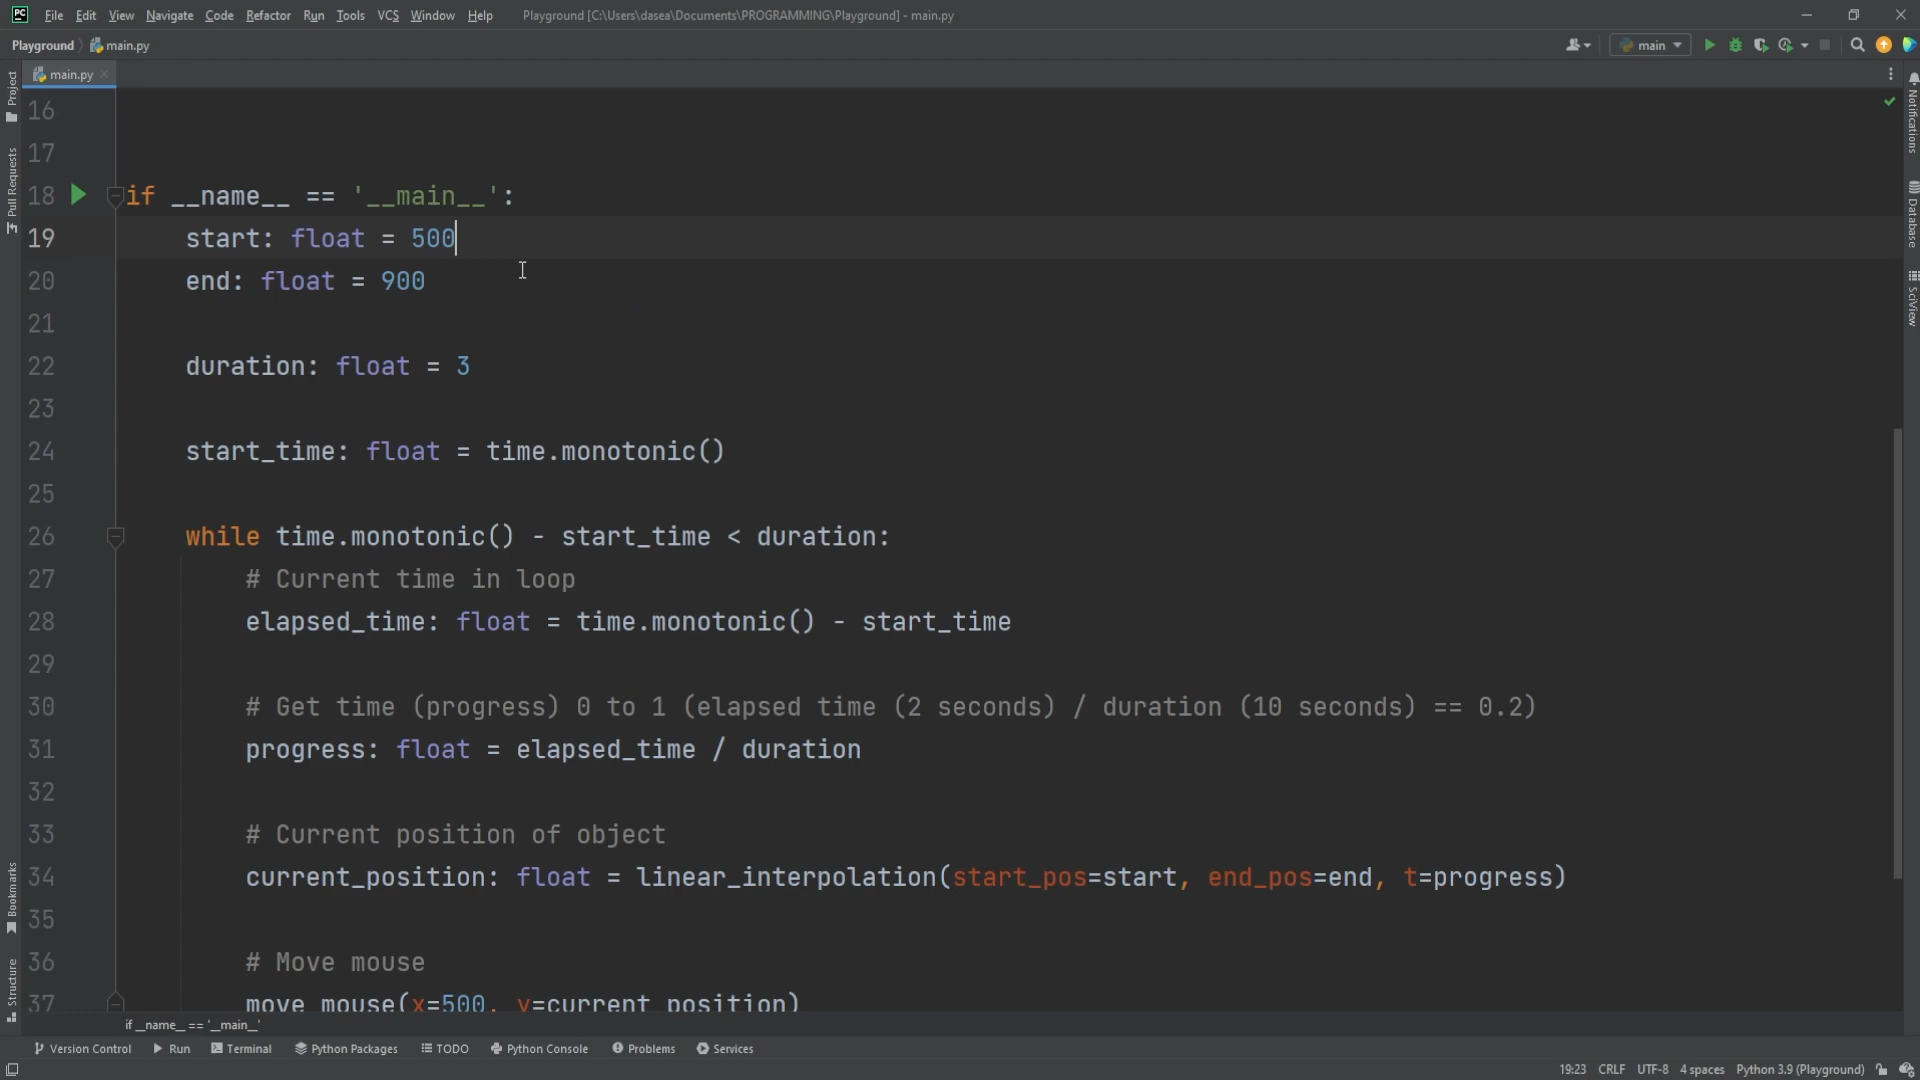 PC File Edit View Navigate Code Refactor Run Tools VCS Window Help Playground [C:\Users\dasea\Documents\PROGRAMMING\Playground] - main.py
Playground main.py main
main.py
Project
Pull Requests
Bookmarks
Structure
Notifications
Database
SciView
16
17
18 if __name__ == '__main__':
19 start: float = 500
20 end: float = 900
21
22 duration: float = 3
23
24 start_time: float = time.monotonic()
25
26 while time.monotonic() - start_time < duration:
27 # Current time in loop
28 elapsed_time: float = time.monotonic() - start_time
29
30 # Get time (progress) 0 to 1 (elapsed time (2 seconds) / duration (10 seconds) == 0.2)
31 progress: float = elapsed_time / duration
32
33 # Current position of object
34 current_position: float = linear_interpolation(start_pos=start, end_pos=end, t=progress)
35
36 # Move mouse
37 move_mouse(x=500, y=current_position)
if __name__ == '__main__'
Version Control Run Terminal Python Packages TODO Python Console Problems Services
19:23 CRLF UTF-8 4 spaces Python 3.9 (Playground)